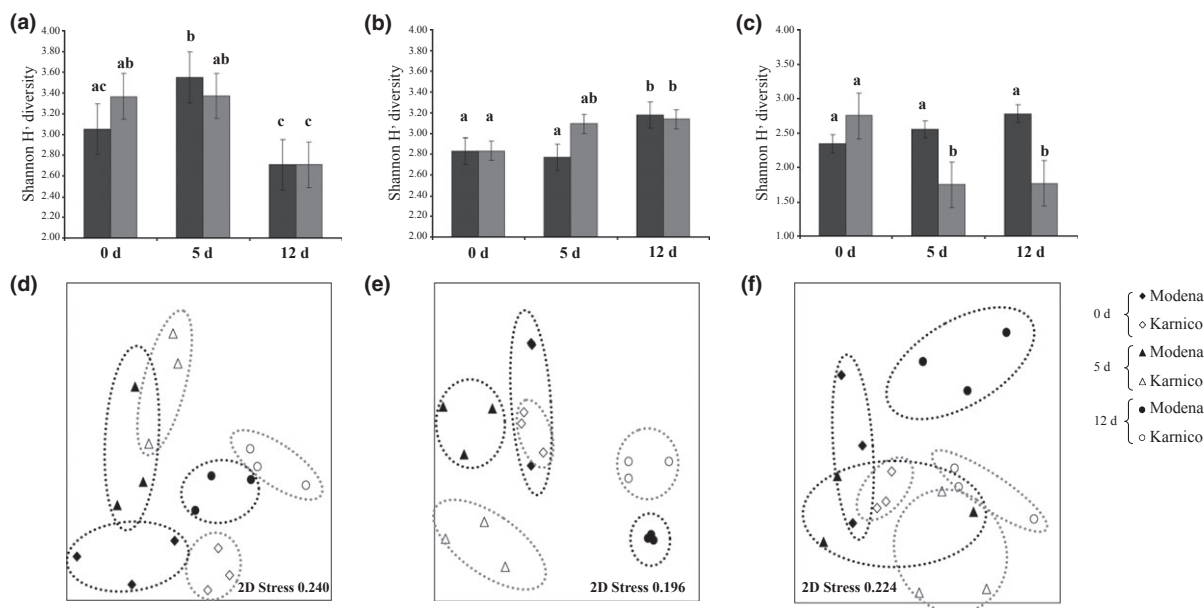 (a)
Shannon H' diversity
4.00
3.80
3.60
3.40
3.20
3.00
2.80
2.60
2.40
2.20
2.00
ac
ab
b
ab
c
c
0 d
5 d
12 d
(b)
Shannon H' diversity
4.00
3.80
3.60
3.40
3.20
3.00
2.80
2.60
2.40
2.20
2.00
a
a
a
ab
b
b
0 d
5 d
12 d
(c)
Shannon H' diversity
4.00
3.50
3.00
2.50
2.00
1.50
1.00
a
a
a
b
a
b
0 d
5 d
12 d
(d)
2D Stress 0.240
(e)
2D Stress 0.196
(f)
2D Stress 0.224
0 d
Modena
Karnico
5 d
Modena
Karnico
12 d
Modena
Karnico